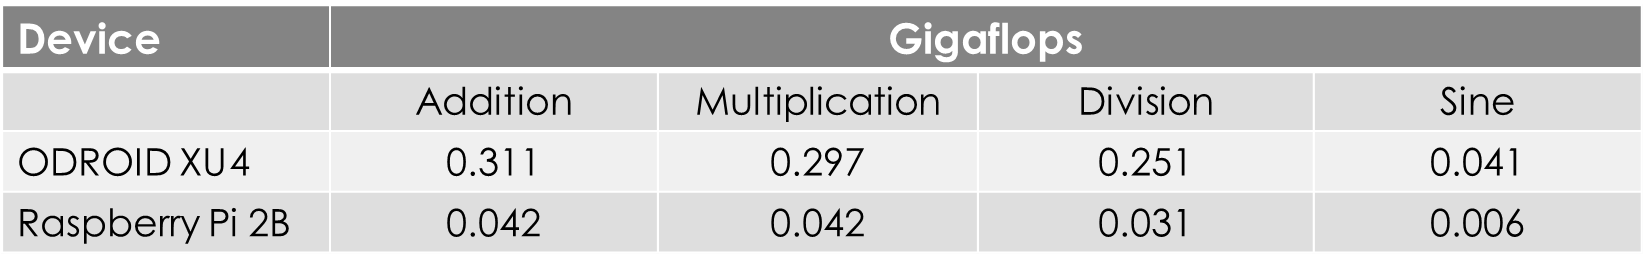 Device Gigaflops
Addition Multiplication Division Sine
ODROID XU4 0.311 0.297 0.251 0.041
Raspberry Pi 2B 0.042 0.042 0.031 0.006